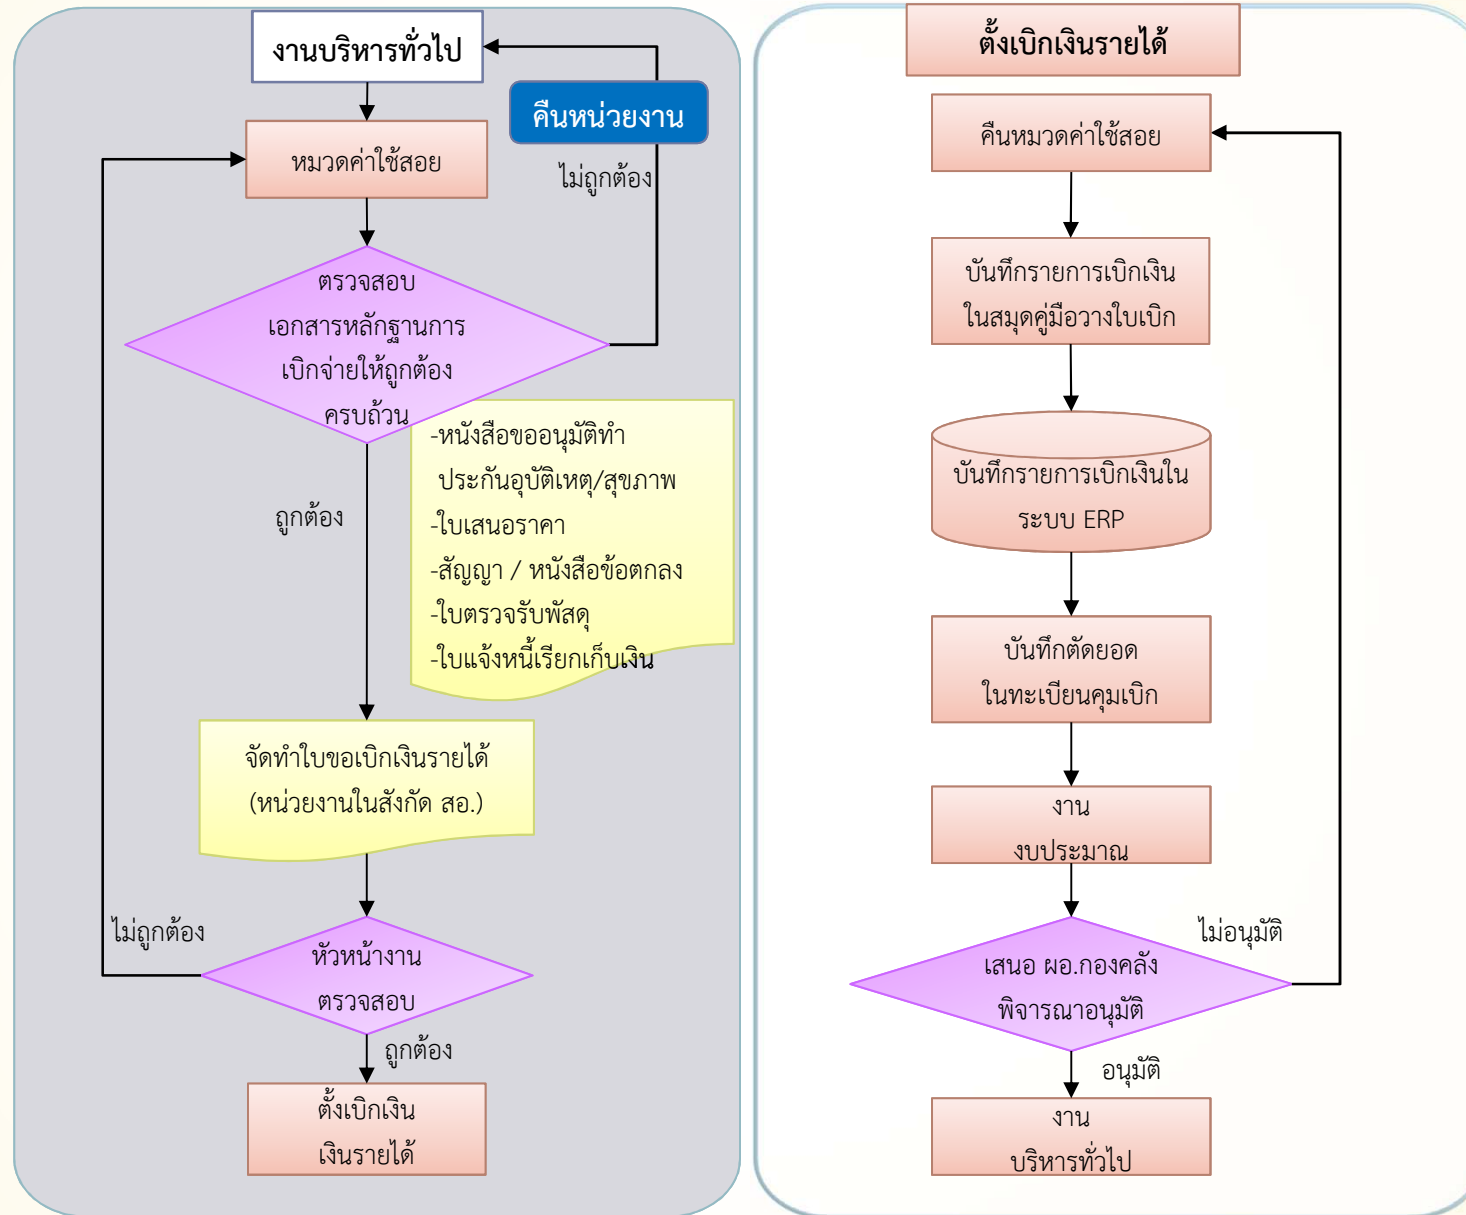 งานบริหารทั่วไป
คืนหน่วยงาน
หมวดค่าใช้สอย
ไม่ถูกต้อง
ตรวจสอบ
เอกสารหลักฐานการ
เบิกจ่ายให้ถูกต้อง
ครบถ้วน
-หนังสือขออนุมัติทำ
ประกันอุบัติเหตุ/สุขภาพ
-ใบเสนอราคา
-สัญญา / หนังสือข้อตกลง
-ใบตรวจรับพัสดุ
-ใบแจ้งหนี้เรียกเก็บเงิน
ถูกต้อง
จัดทำใบขอเบิกเงินรายได้
(หน่วยงานในสังกัด สอ.)
ไม่ถูกต้อง
หัวหน้างาน
ตรวจสอบ
ถูกต้อง
ตั้งเบิกเงิน
เงินรายได้
ตั้งเบิกเงินรายได้
คืนหมวดค่าใช้สอย
บันทึกรายการเบิกเงิน
ในสมุดคู่มือวางใบเบิก
บันทึกรายการเบิกเงินใน
ระบบ ERP
บันทึกตัดยอด
ในทะเบียนคุมเบิก
งาน
งบประมาณ
ไม่อนุมัติ
เสนอ ผอ.กองคลัง
พิจารณาอนุมัติ
อนุมัติ
งาน
บริหารทั่วไป